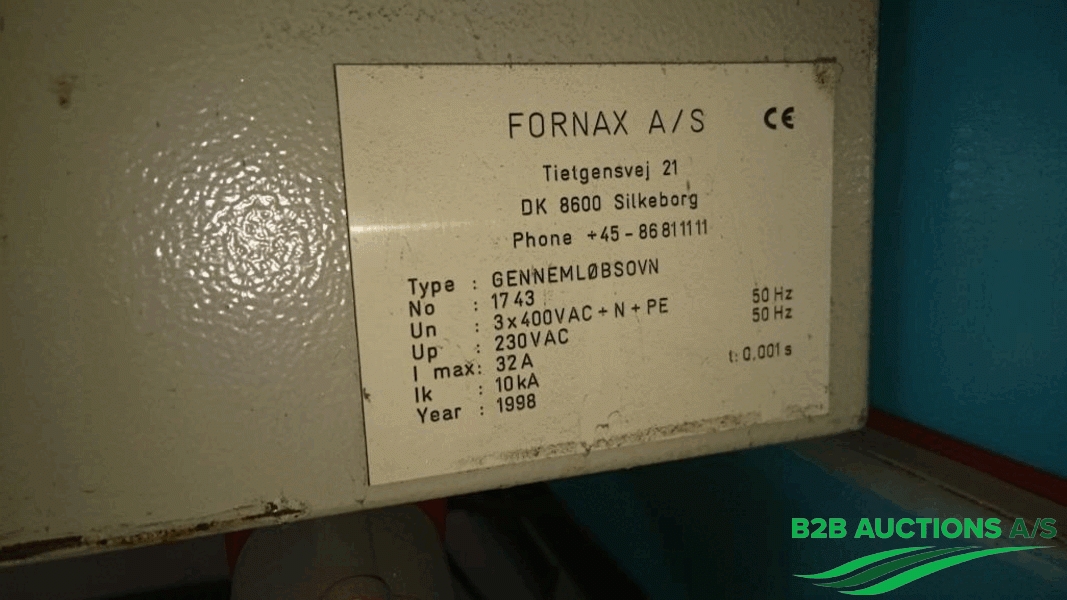 FORNAX A/S CE
Tietgensvej 21
DK 8600 Silkeborg
Phone +45-86811111
Type : GENNEMLØBSOVN
No : 1743
Un : 3x400VAC+N+PE 50 Hz
Up : 230VAC 50 Hz
I max: 32A
Ik : 10kA t: 0.001 s
Year : 1998
B2B AUCTIONS A/S